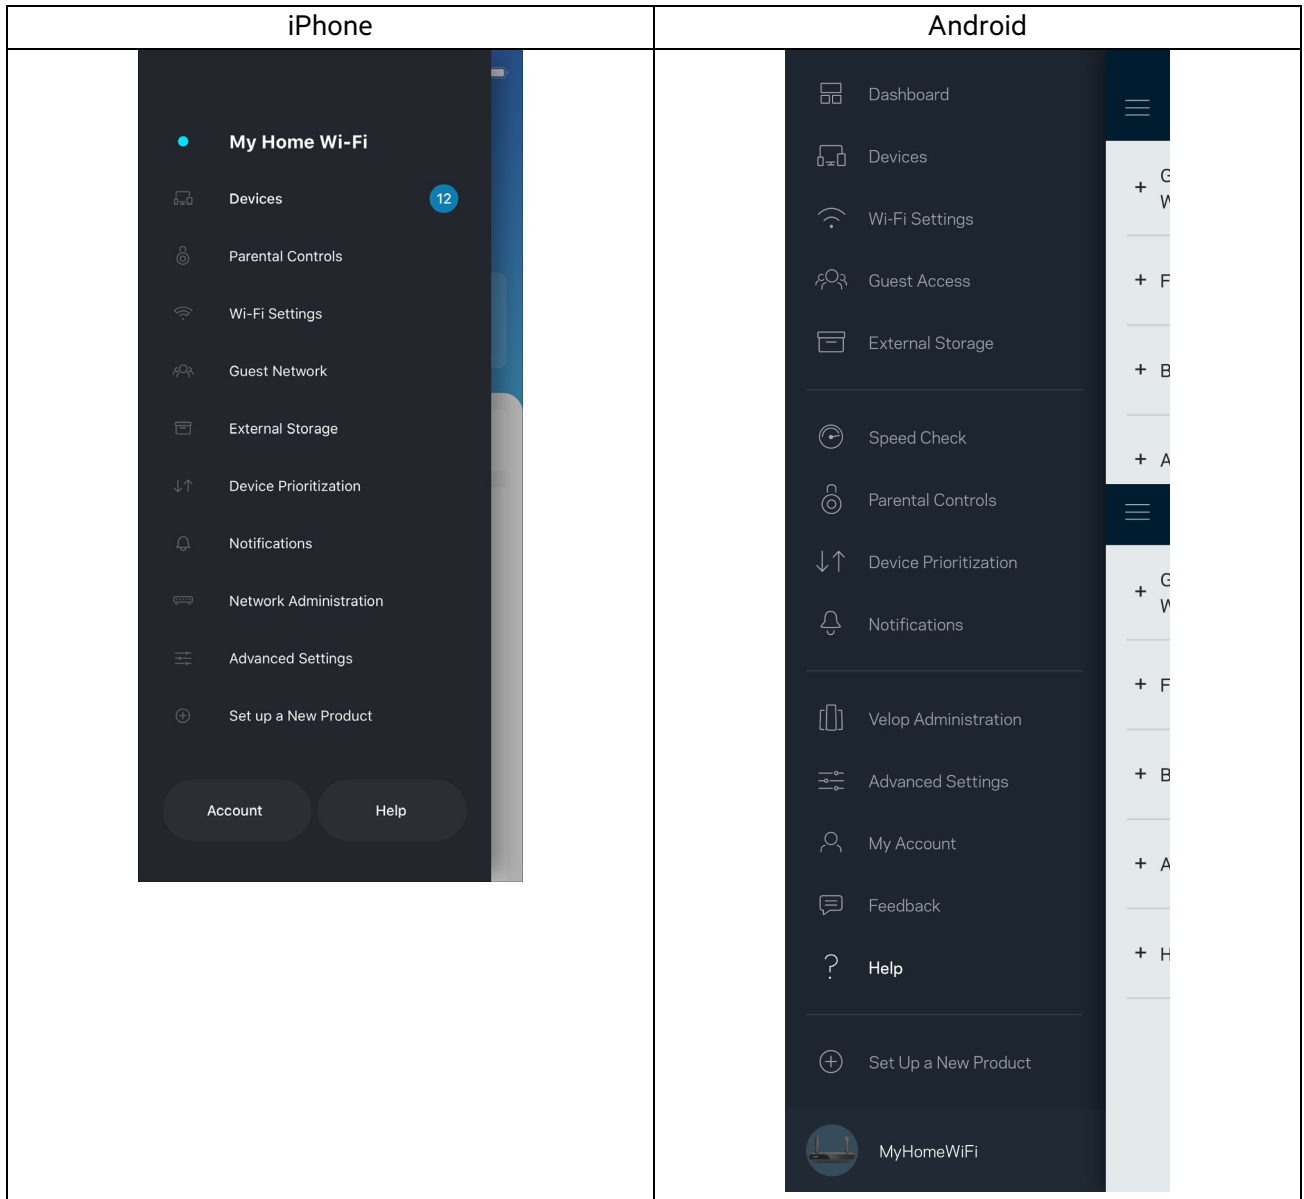 iPhone
Android
My Home Wi-Fi
Devices 12
Parental Controls
Wi-Fi Settings
Guest Network
External Storage
Device Prioritization
Notifications
Network Administration
Advanced Settings
Set up a New Product
Account Help
Dashboard
Devices
Wi-Fi Settings
Guest Access
External Storage
Speed Check
Parental Controls
Device Prioritization
Notifications
Velop Administration
Advanced Settings
My Account
Feedback
? Help
Set Up a New Product
MyHomeWiFi
+ G
W
+ F
+ B
+ A
+ G
W
+ F
+ B
+ A
+ H